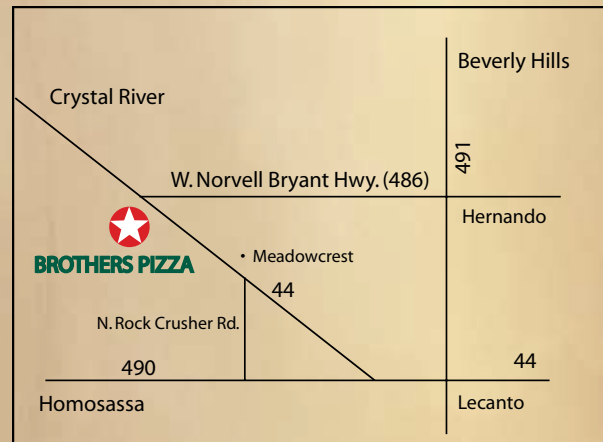 Beverly Hills
Crystal River
491
W. Norvell Bryant Hwy. (486)
Hernando
BROTHERS PIZZA
• Meadowcrest
44
N. Rock Crusher Rd.
490
44
Homosassa
Lecanto